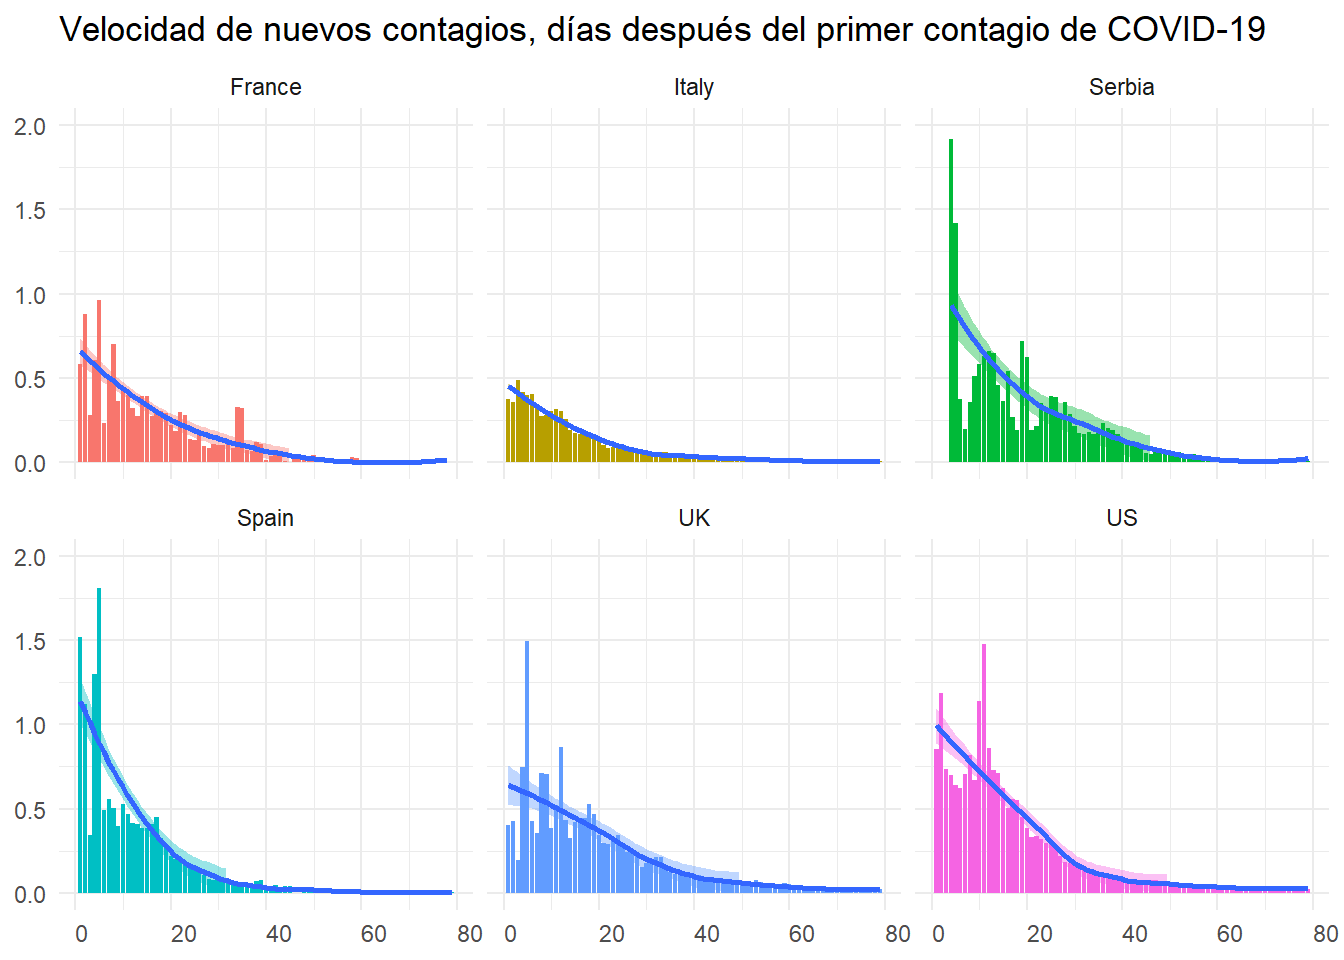 Velocidad de nuevos contagios, días después del primer contagio de COVID-19
France Italy Serbia
2.0
1.5
1.0
0.5
0.0
Spain UK US
2.0
1.5
1.0
0.5
0.0
0 20 40 60 80 0 20 40 60 80 0 20 40 60 80